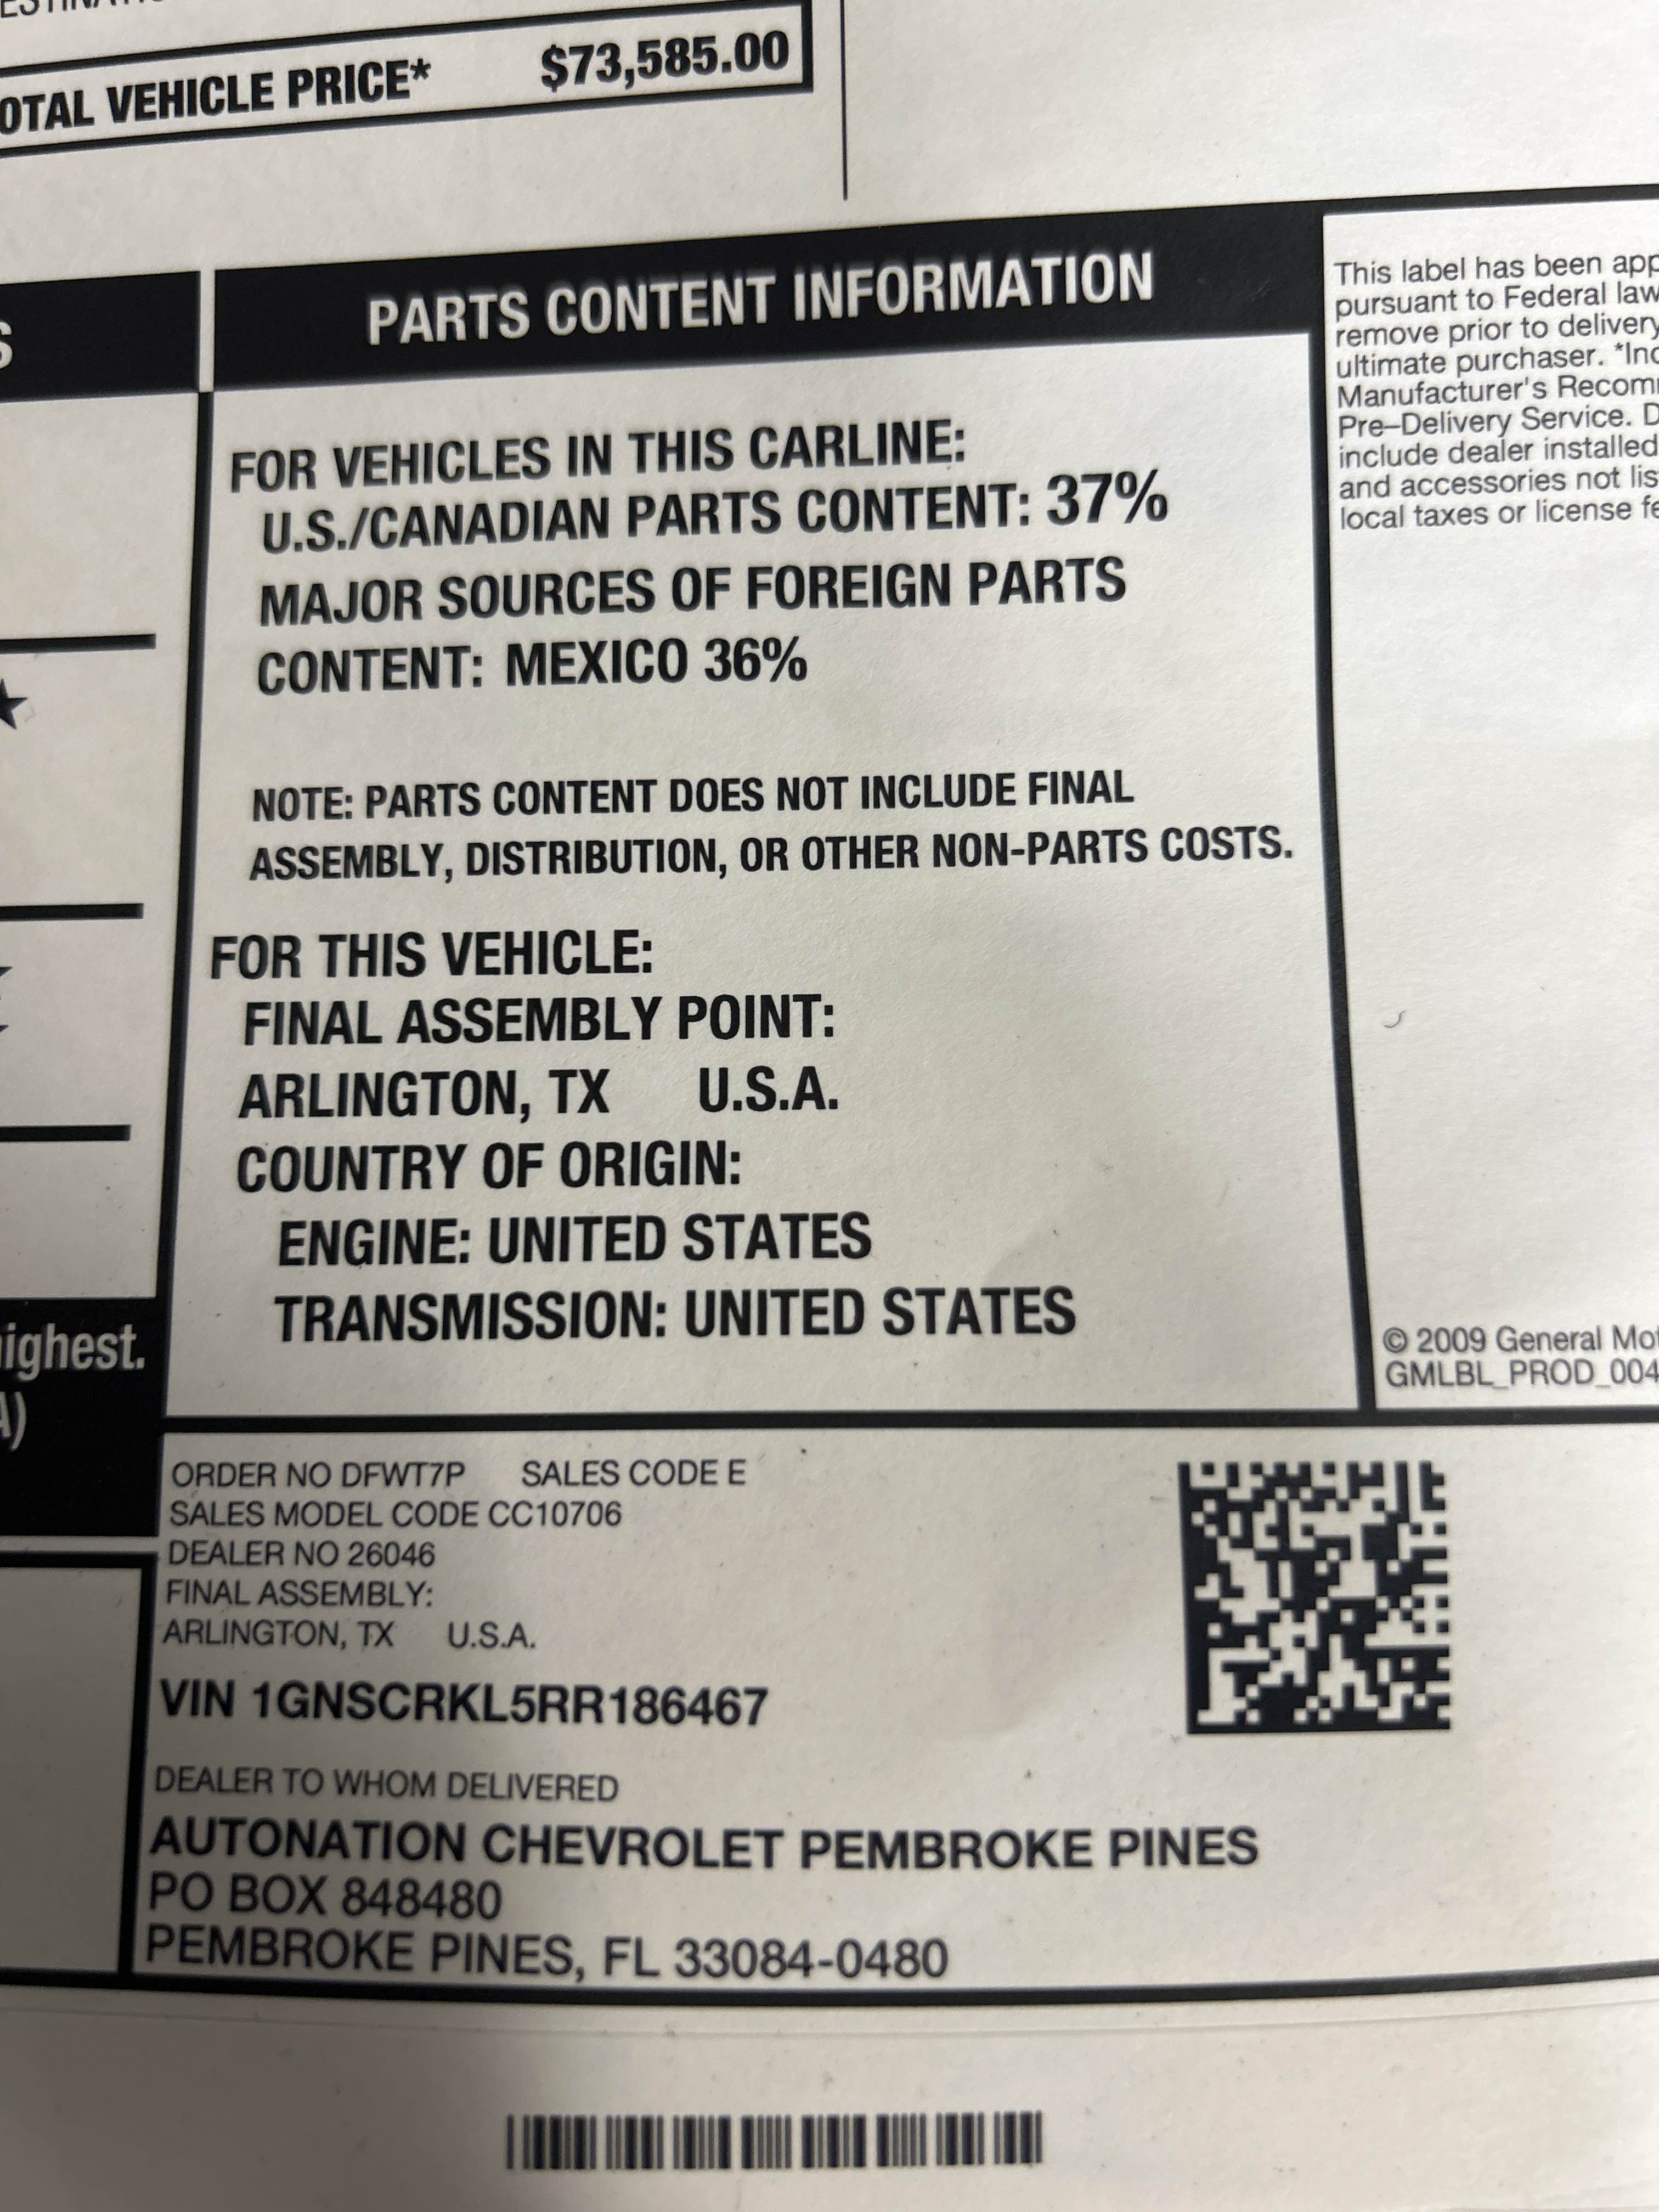 TOTAL VEHICLE PRICE* $73,585.00
PARTS CONTENT INFORMATION
FOR VEHICLES IN THIS CARLINE:
U.S./CANADIAN PARTS CONTENT: 37%
MAJOR SOURCES OF FOREIGN PARTS
CONTENT: MEXICO 36%
NOTE: PARTS CONTENT DOES NOT INCLUDE FINAL
ASSEMBLY, DISTRIBUTION, OR OTHER NON-PARTS COSTS.
FOR THIS VEHICLE:
FINAL ASSEMBLY POINT:
ARLINGTON, TX U.S.A.
COUNTRY OF ORIGIN:
ENGINE: UNITED STATES
TRANSMISSION: UNITED STATES
This label has been
pursuant to Federal law
remove prior to delivery
ultimate purchaser.
Manufacturer's
Pre–Delivery Service.
include dealer installed
and accessories not
local taxes or license
© 2009 General
GMLBL_PROD_004
ighest.
A)
ORDER NO DFWT7P SALES CODE E
SALES MODEL CODE CC10706
DEALER NO 26046
FINAL ASSEMBLY:
ARLINGTON, TX U.S.A.
VIN 1GNSCRKL5RR186467
DEALER TO WHOM DELIVERED
AUTONATION CHEVROLET PEMBROKE PINES
PO BOX 848480
PEMBROKE PINES, FL 33084-0480